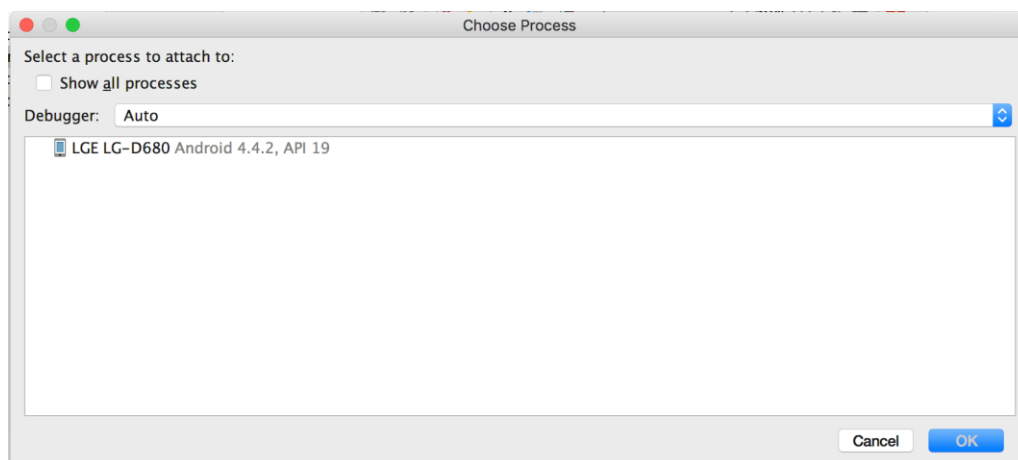 Choose Process
Select a process to attach to:
Show all processes
Debugger: Auto
LGE LG-D680 Android 4.4.2, API 19
Cancel OK